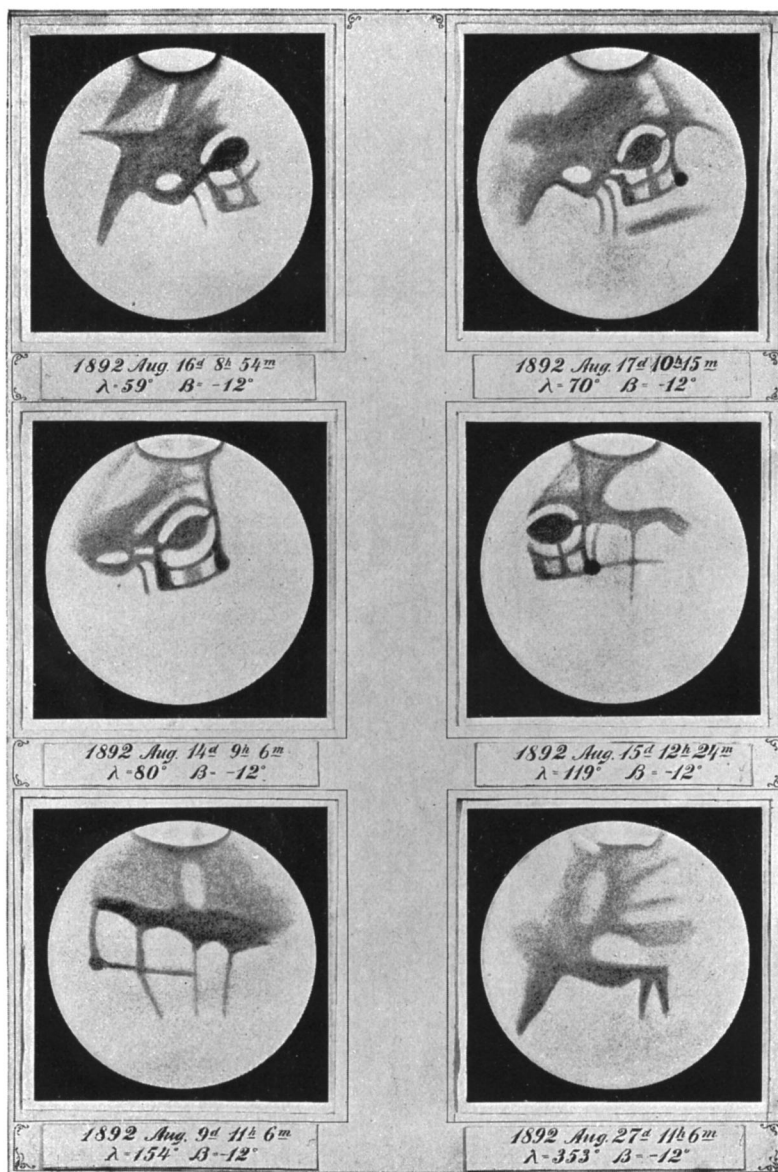 1892 Aug. 16ᵈ 8ʰ 54ᵐ
λ=59° B=-12°
1892 Aug. 17ᵈ 10ʰ 15ᵐ
λ=70° B=-12°
1892 Aug. 14ᵈ 9ʰ 6ᵐ
λ=80° B=-12°
1892 Aug. 15ᵈ 12ʰ 24ᵐ
λ=119° B=-12°
1892 Aug. 9ᵈ 11ʰ 6ᵐ
λ=154° B=-12°
1892 Aug. 27ᵈ 11ʰ 6ᵐ
λ=353° B=-12°